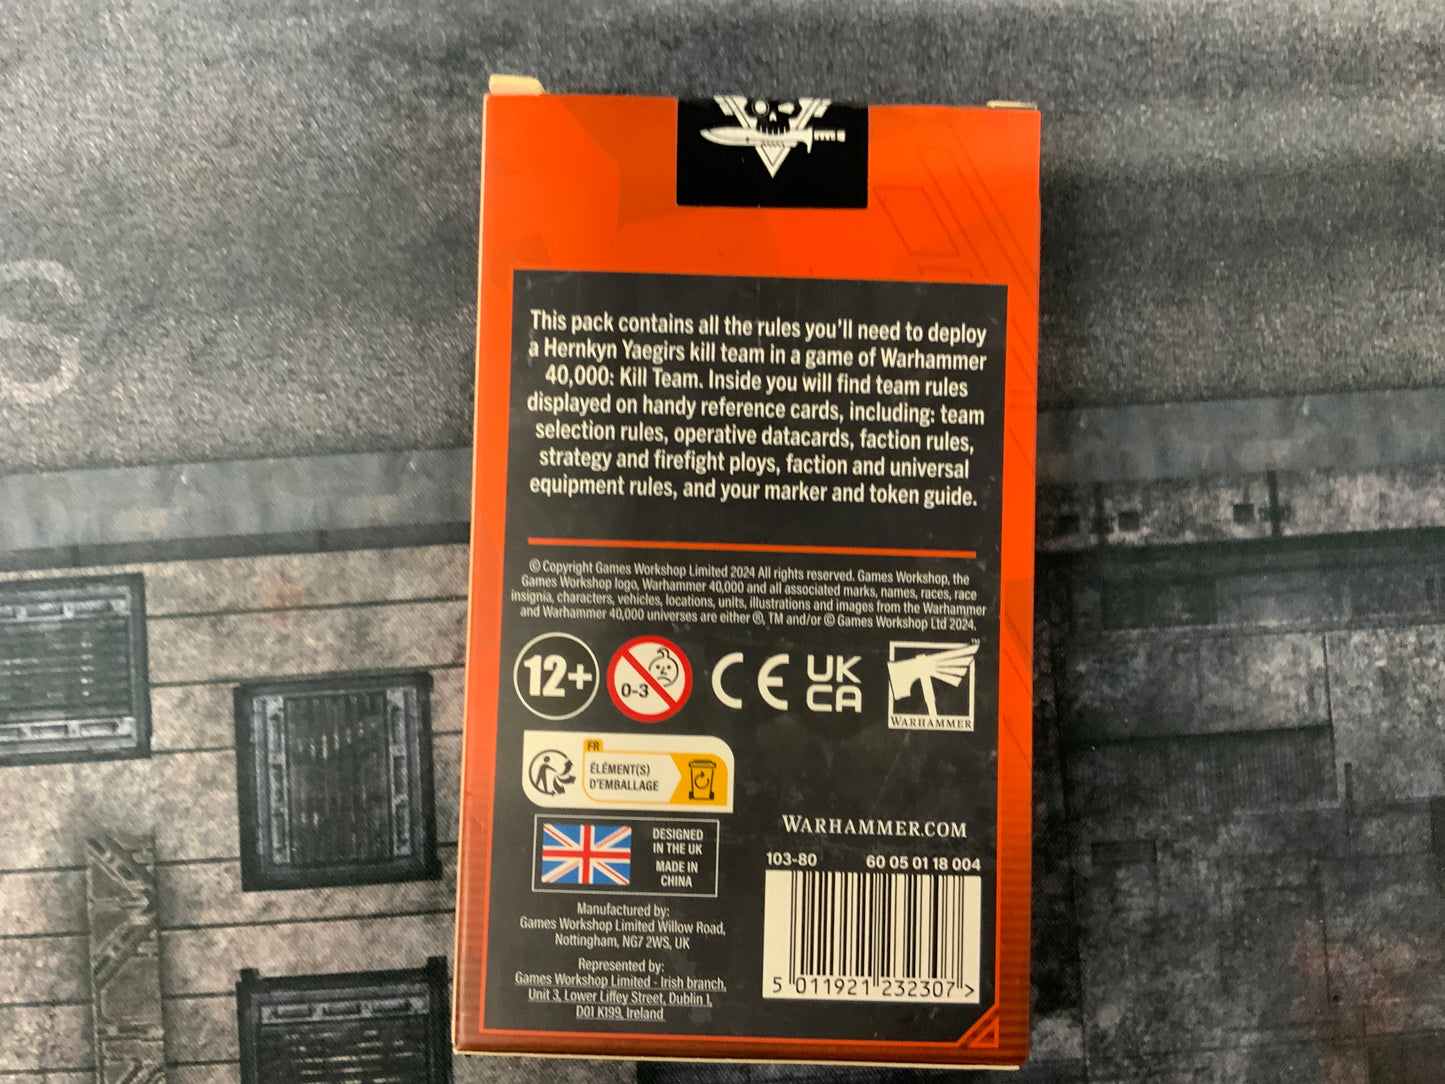 This pack contains all the rules you'll need to deploy
a Hernkyn Yaegirs kill team in a game of Warhammer
40,000: Kill Team. Inside you will find team rules
displayed on handy reference cards, including: team
selection rules, operative datacards, faction rules,
strategy and firefight ploys, faction and universal
equipment rules, and your marker and token guide.
© Copyright Games Workshop Limited 2024 All rights reserved. Games Workshop, the
Games Workshop logo, Warhammer 40,000 and all associated marks, names, races, race
insignia, characters, vehicles, locations, units, illustrations and images from the Warhammer
and Warhammer 40,000 universes are either ®, TM and/or © Games Workshop Ltd 2024.
12+
0-3
CE
UK
CA
TM
WARHAMMER
FR
ÉLÉMENT(S)
D'EMBALLAGE
DESIGNED
IN THE UK
MADE IN
CHINA
Manufactured by:
Games Workshop Limited Willow Road,
Nottingham, NG7 2WS, UK
Represented by:
Games Workshop Limited - Irish branch,
Unit 3, Lower Liffey Street, Dublin 1,
D01 K199, Ireland
WARHAMMER.COM
103-80 60 05 01 18 004
5 011921 232307 >
S